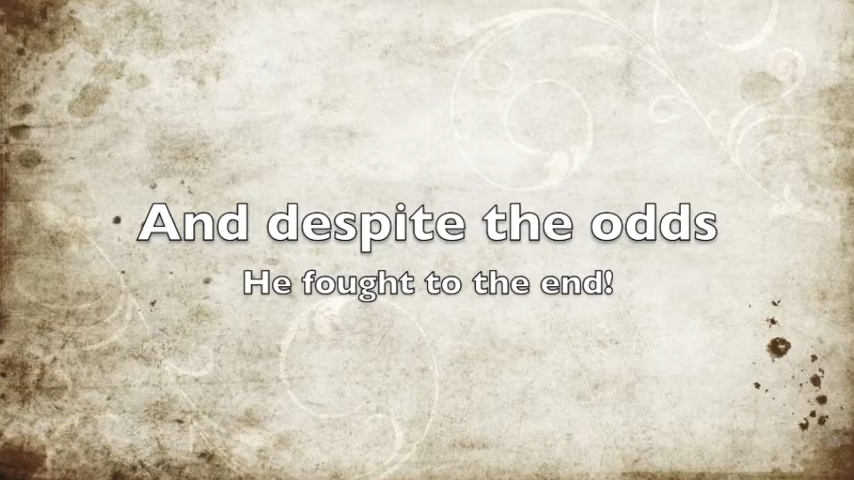 And despite the odds
He fought to the end!